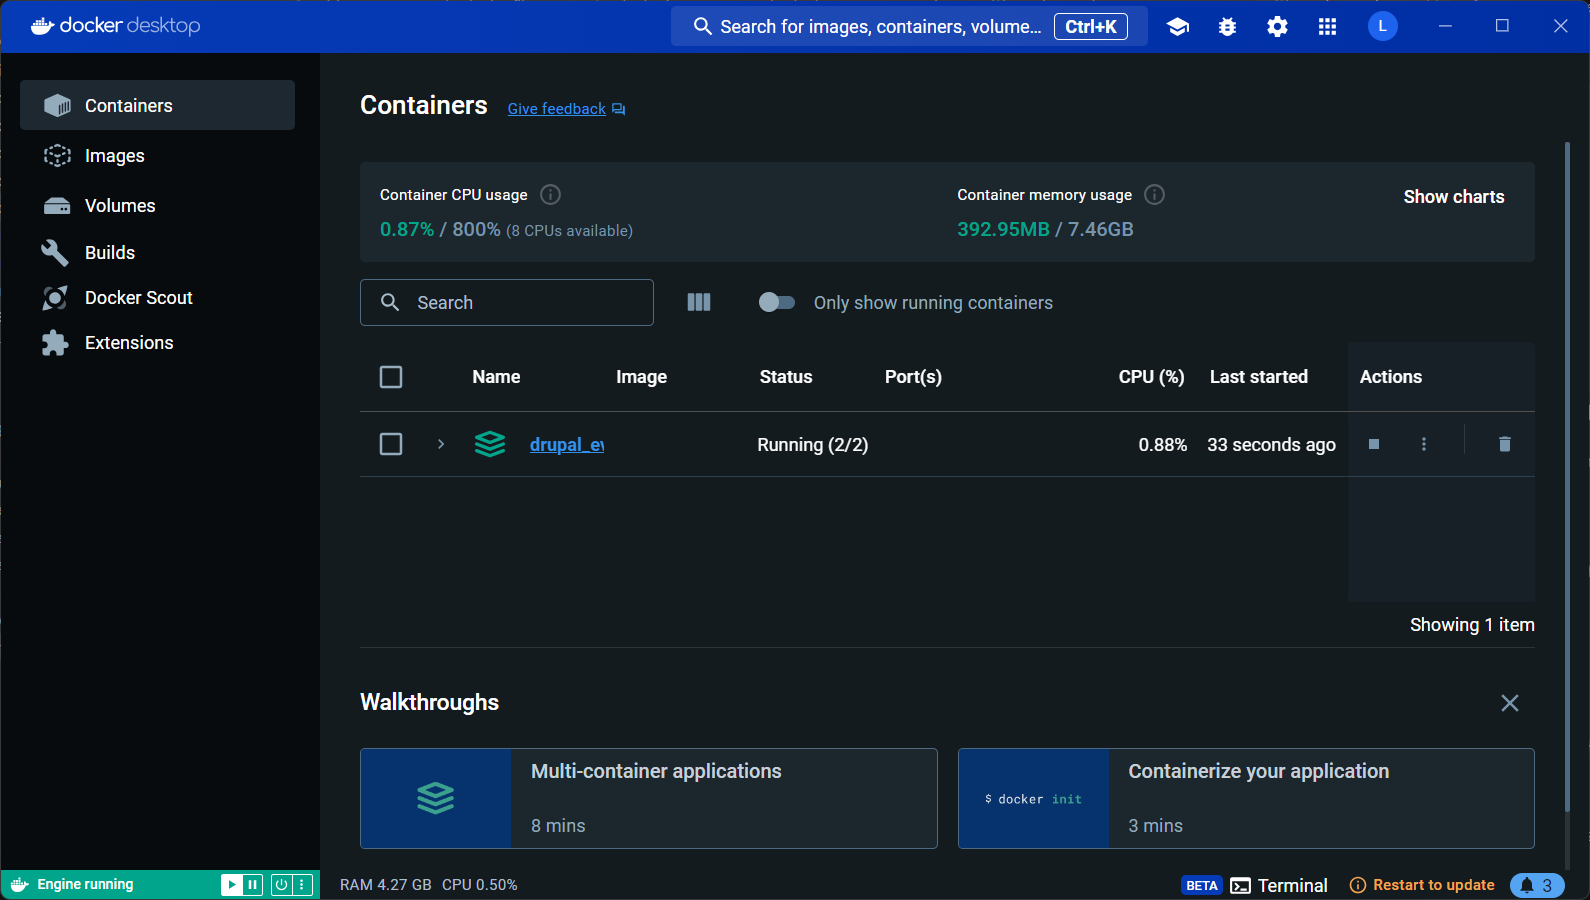 docker desktop
Search for images, containers, volume... Ctrl+K
L
Containers
Images
Volumes
Builds
Docker Scout
Extensions
Containers Give feedback
Container CPU usage
0.87% / 800% (8 CPUs available)
Container memory usage
392.95MB / 7.46GB
Show charts
Search
Only show running containers
Name Image Status Port(s) CPU (%) Last started Actions
drupal_ev Running (2/2) 0.88% 33 seconds ago
Showing 1 item
Walkthroughs
Multi-container applications
8 mins
$ docker init
Containerize your application
3 mins
Engine running
RAM 4.27 GB CPU 0.50%
BETA Terminal
Restart to update
3